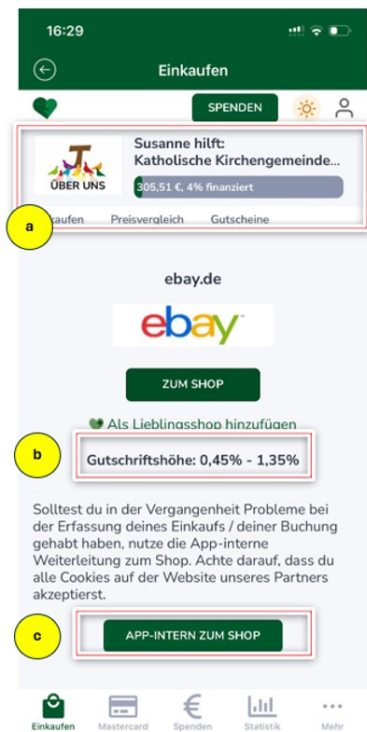 16:29
Einkaufen
SPENDEN
ÜBER UNS
Susanne hilft:
Katholische Kirchengemeinde...
305,51 €, 4% finanziert
a
kaufen Preisvergleich Gutscheine
ebay.de
ebay
ZUM SHOP
Als Lieblingsshop hinzufügen
b
Gutschriftshöhe: 0,45% - 1,35%
Solltest du in der Vergangenheit Probleme bei
der Erfassung deines Einkaufs / deiner Buchung
gehabt haben, nutze die App-interne
Weiterleitung zum Shop. Achte darauf, dass du
alle Cookies auf der Website unseres Partners
akzeptierst.
c
APP-INTERN ZUM SHOP
Einkaufen Mastercard Spenden Statistik Mehr